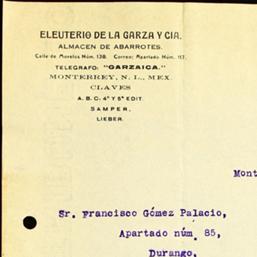 ELEUTERIO DE LA GARZA Y CIA.
ALMACEN DE ABARROTES.
Calle de Morelos Núm. 138. Correo: Apartado Núm. 117.
TELEGRAFO: "GARZAICA."
MONTERREY, N. L., MEX.
CLAVES
A. B. C. 4ª Y 5ª EDIT.
SAMPER,
LIEBER.
Mont
Sr. Francisco Gómez Palacio,
Apartado núm. 85,
Durango.